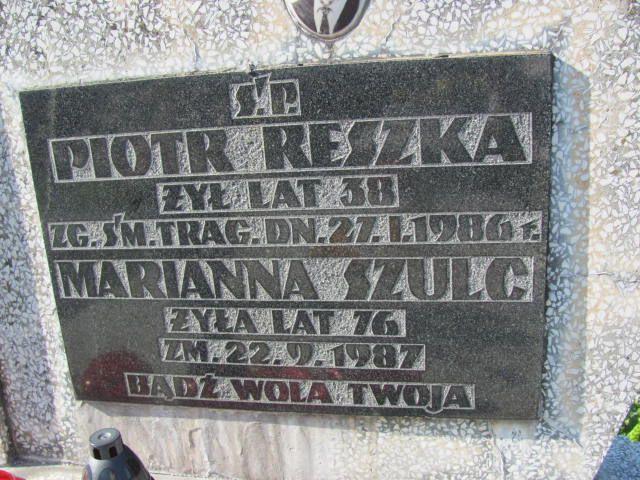 Ś.P.
PIOTR RESZKA
ŻYŁ LAT 38
ZG. ŚM. TRAG. DN. 27. I. 1986 r.
MARIANNA SZULC
ŻYŁA LAT 76
ZM. 22.9.1987
BĄDŹ WOLA TWOJA